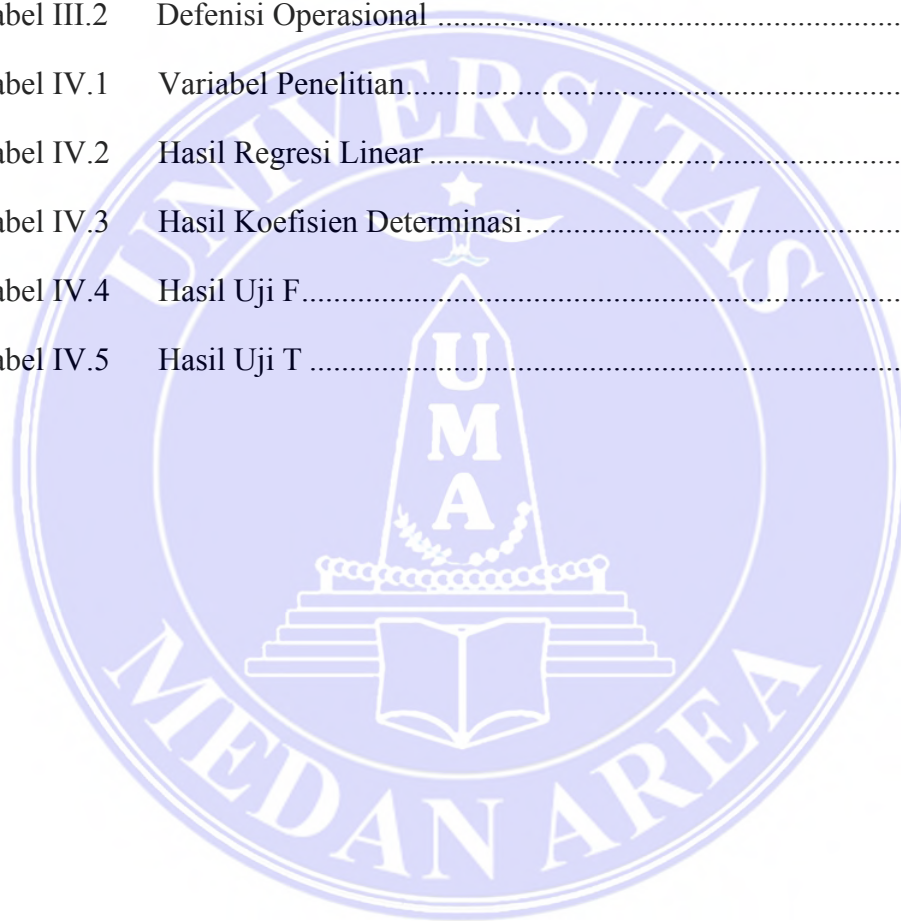 abel III.2 Defenisi Operasional ........................................................
abel IV.1 Variabel Penelitian............................................................
abel IV.2 Hasil Regresi Linear .........................................................
abel IV.3 Hasil Koefisien Determinasi.............................................
abel IV.4 Hasil Uji F..........................................................................
abel IV.5 Hasil Uji T .........................................................................
UNIVERSITAS
U
M
A
MEDAN AREA